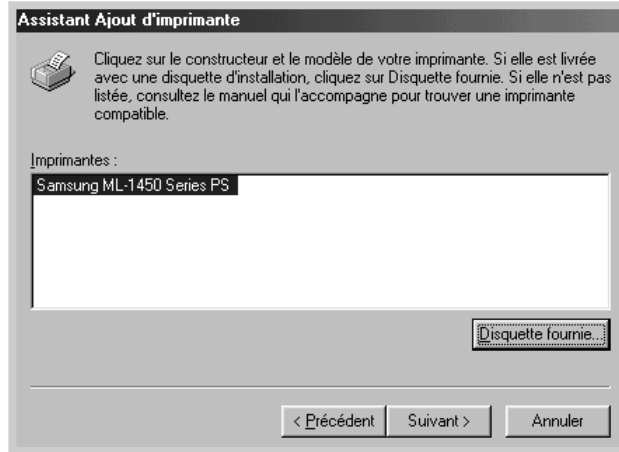 Assistant Ajout d'imprimante
Cliquez sur le constructeur et le modèle de votre imprimante. Si elle est livrée
avec une disquette d'installation, cliquez sur Disquette fournie. Si elle n'est pas
listée, consultez le manuel qui l'accompagne pour trouver une imprimante
compatible.
Imprimantes :
Samsung ML-1450 Series PS
Disquette fournie...
< Précédent
Suivant >
Annuler